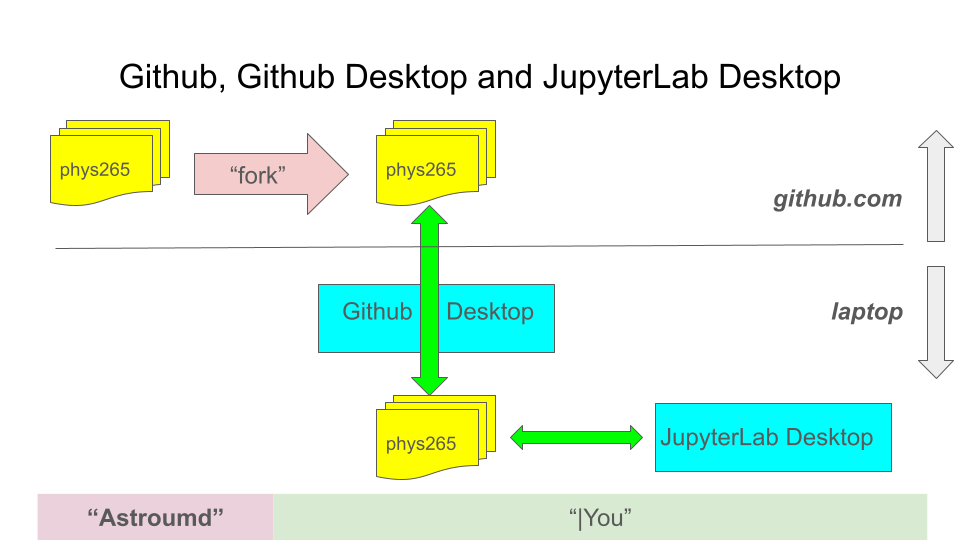 Github, Github Desktop and JupyterLab Desktop
phys265
“fork”
phys265
github.com
Github Desktop
laptop
phys265
JupyterLab Desktop
“Astroumd”
“|You”